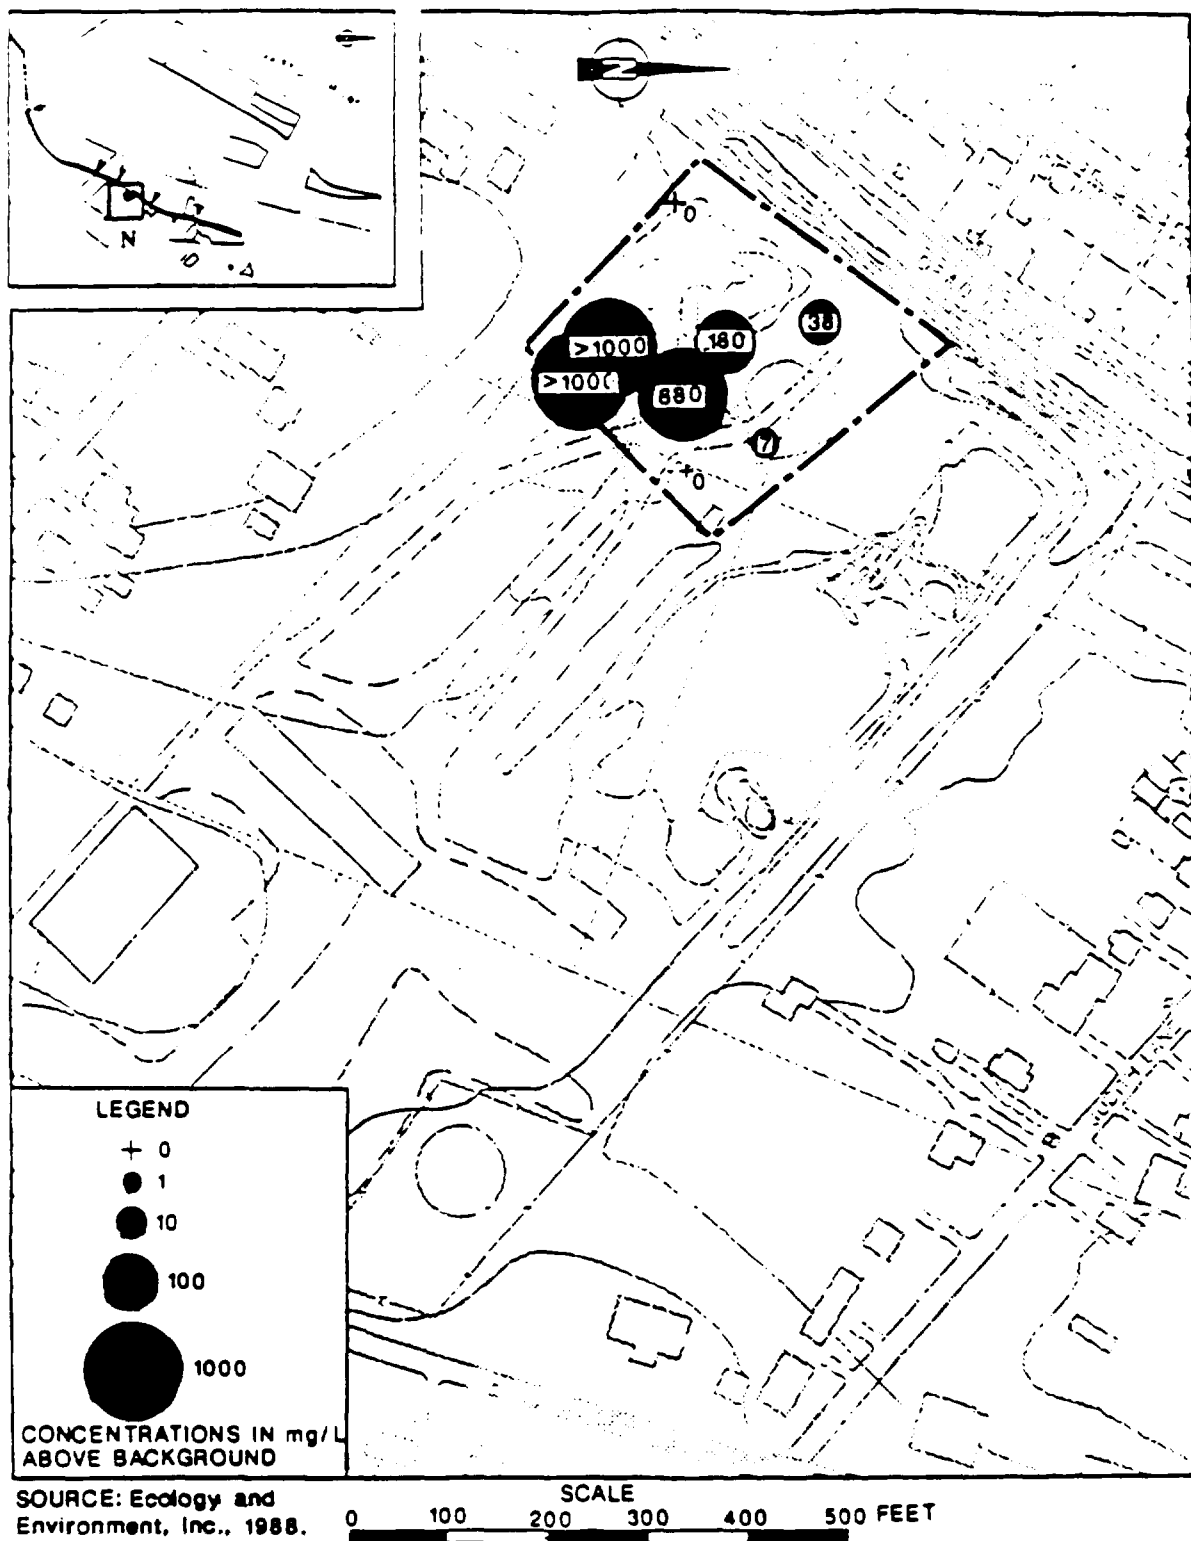 N
N
+0
>1000
180
38
>1000
880
7
+0
LEGEND
+ 0
1
10
100
1000
CONCENTRATIONS IN mg/L
ABOVE BACKGROUND
SOURCE: Ecology and
Environment, Inc., 1988.
SCALE
0 100 200 300 400 500 FEET